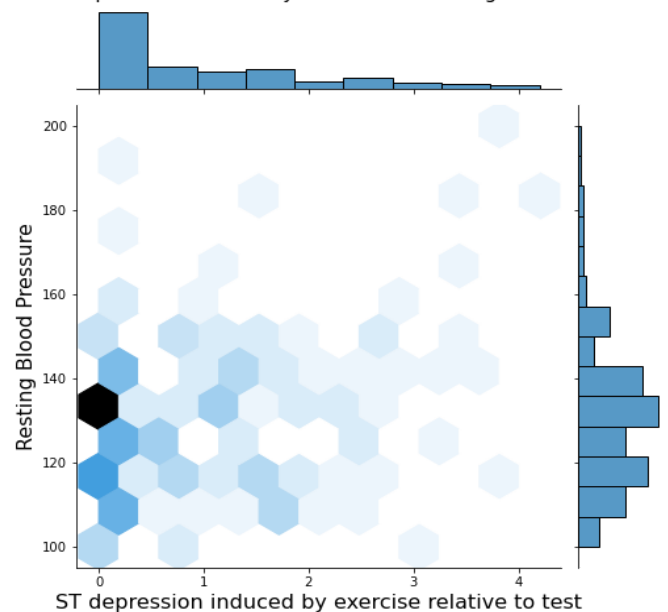 200
180
160
140
120
100
Resting Blood Pressure
0 1 2 3 4
ST depression induced by exercise relative to test